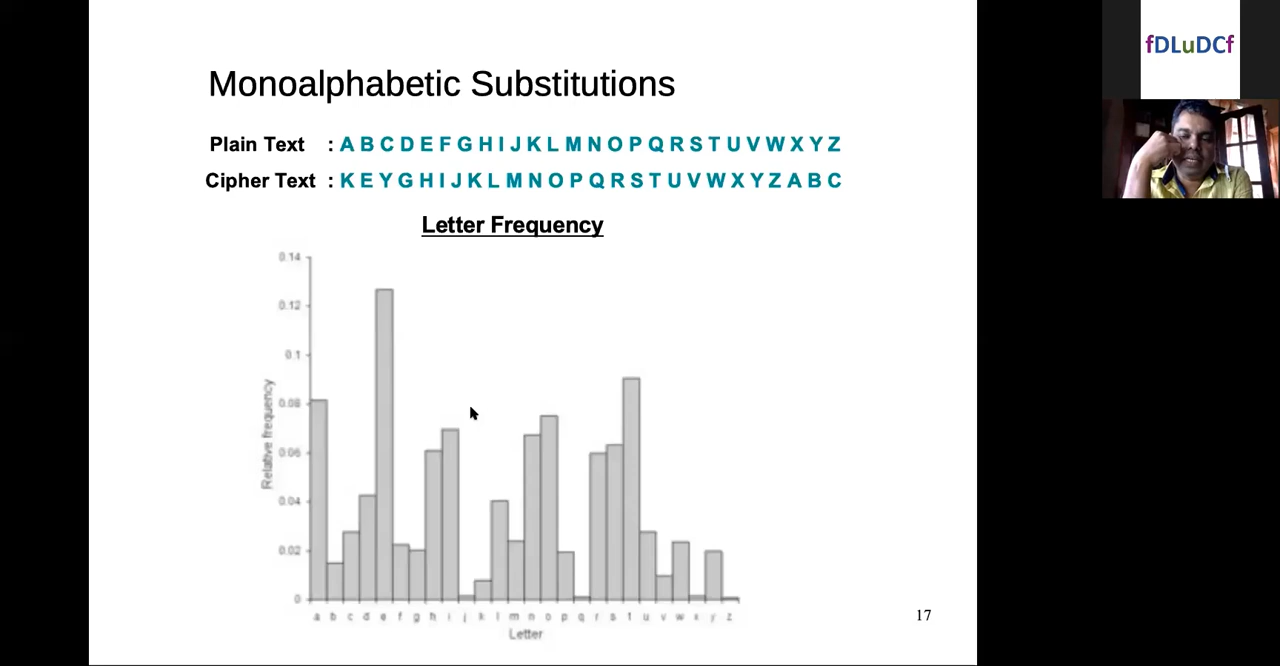 Monoalphabetic Substitutions
Plain Text : A B C D E F G H I J K L M N O P Q R S T U V W X Y Z
Cipher Text : K E Y G H I J K L M N O P Q R S T U V W X Y Z A B C
Letter Frequency
0.14
0.12
0.1
0.08
0.06
0.04
0.02
0
Relative frequency
a b c d e f g h i j k l m n o p q r s t u v w x y z
Letter
17
fDLuDCf